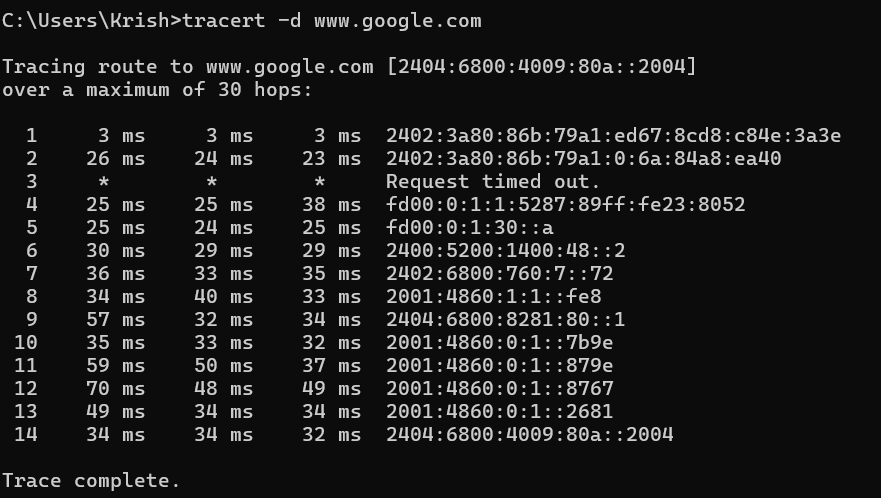 C:\Users\Krish>tracert -d www.google.com
Tracing route to www.google.com [2404:6800:4009:80a::2004]
over a maximum of 30 hops:
1 3 ms 3 ms 3 ms 2402:3a80:86b:79a1:ed67:8cd8:c84e:3a3e
2 26 ms 24 ms 23 ms 2402:3a80:86b:79a1:0:6a:84a8:ea40
3 * * * Request timed out.
4 25 ms 25 ms 38 ms fd00:0:1:1:5287:89ff:fe23:8052
5 25 ms 24 ms 25 ms fd00:0:1:30::a
6 30 ms 29 ms 29 ms 2400:5200:1400:48::2
7 36 ms 33 ms 35 ms 2402:6800:760:7::72
8 34 ms 40 ms 33 ms 2001:4860:1:1::fe8
9 57 ms 32 ms 34 ms 2404:6800:8281:80::1
10 35 ms 33 ms 32 ms 2001:4860:0:1::7b9e
11 59 ms 50 ms 37 ms 2001:4860:0:1::879e
12 70 ms 48 ms 49 ms 2001:4860:0:1::8767
13 49 ms 34 ms 34 ms 2001:4860:0:1::2681
14 34 ms 34 ms 32 ms 2404:6800:4009:80a::2004
Trace complete.